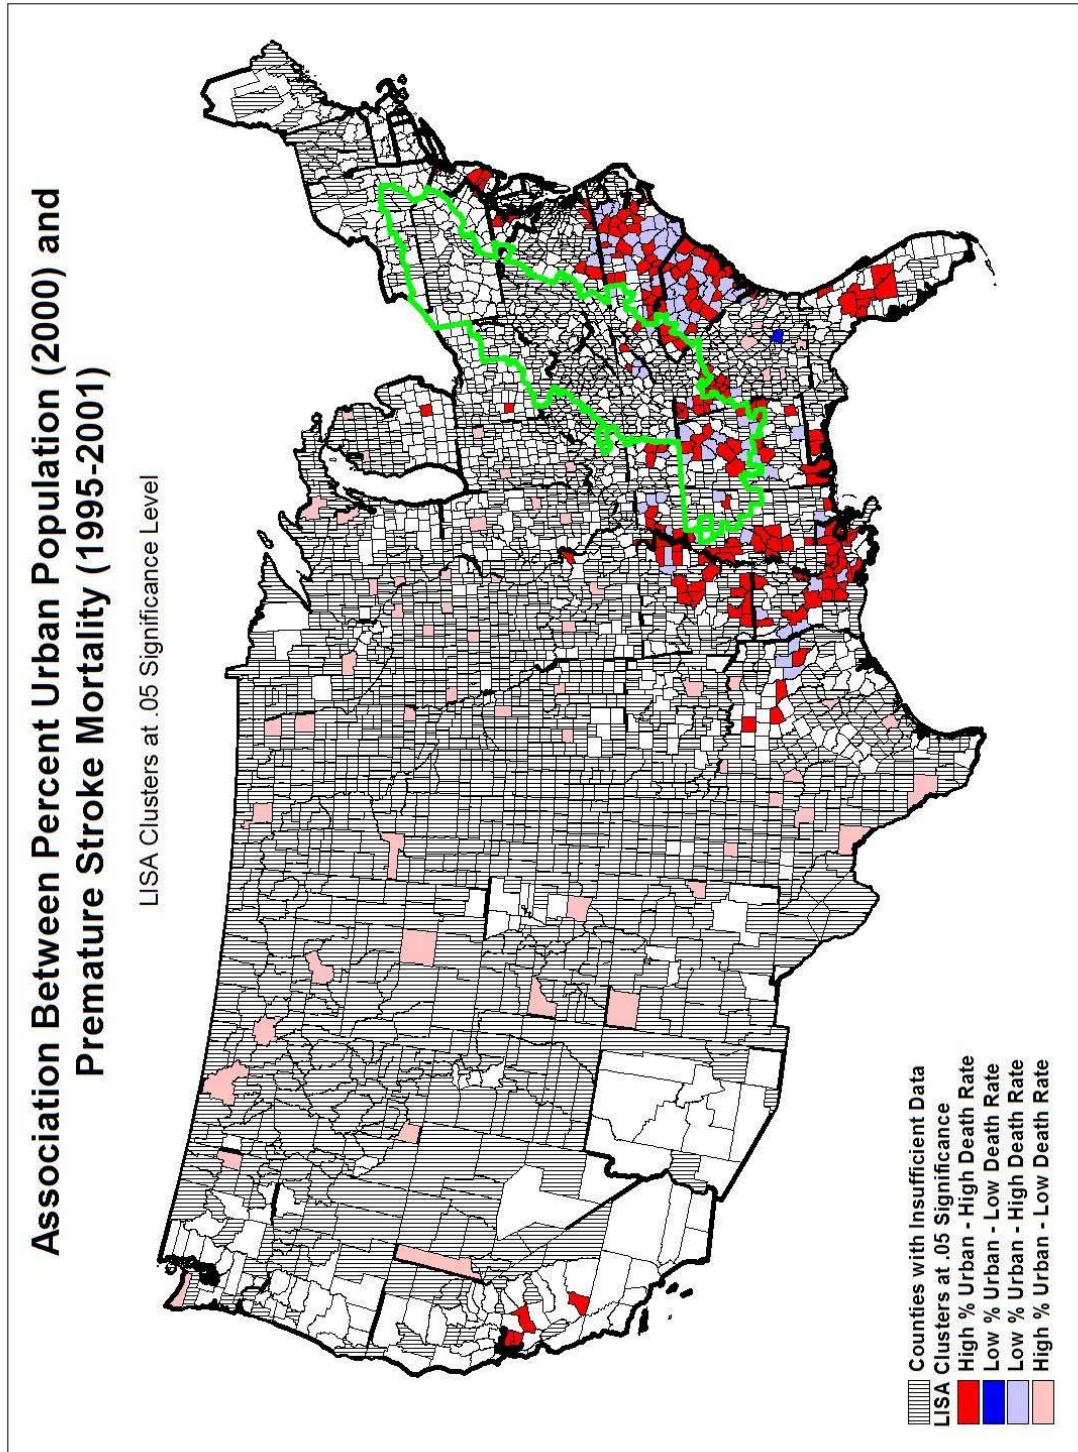 Association Between Percent Urban Population (2000) and
Premature Stroke Mortality (1995-2001)
LISA Clusters at .05 Significance Level
Counties with Insufficient Data
LISA Clusters at .05 Significance
High % Urban - High Death Rate
Low % Urban - Low Death Rate
Low % Urban - High Death Rate
High % Urban - Low Death Rate